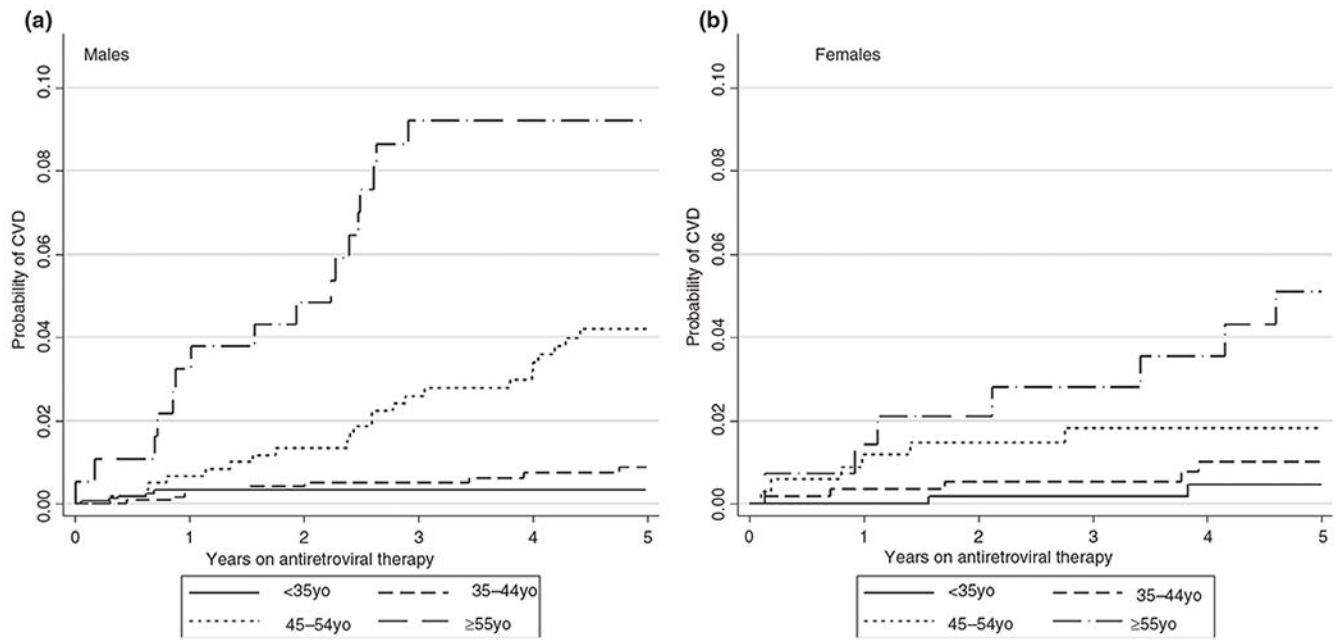 (a)
Males
Probability of CVD
0.10
0.08
0.06
0.04
0.02
0.00
0 1 2 3 4 5
Years on antiretroviral therapy
<35yo 35–44yo
45–54yo ≥55yo
(b)
Females
Probability of CVD
0.10
0.08
0.06
0.04
0.02
0.00
0 1 2 3 4 5
Years on antiretroviral therapy
<35yo 35–44yo
45–54yo ≥55yo